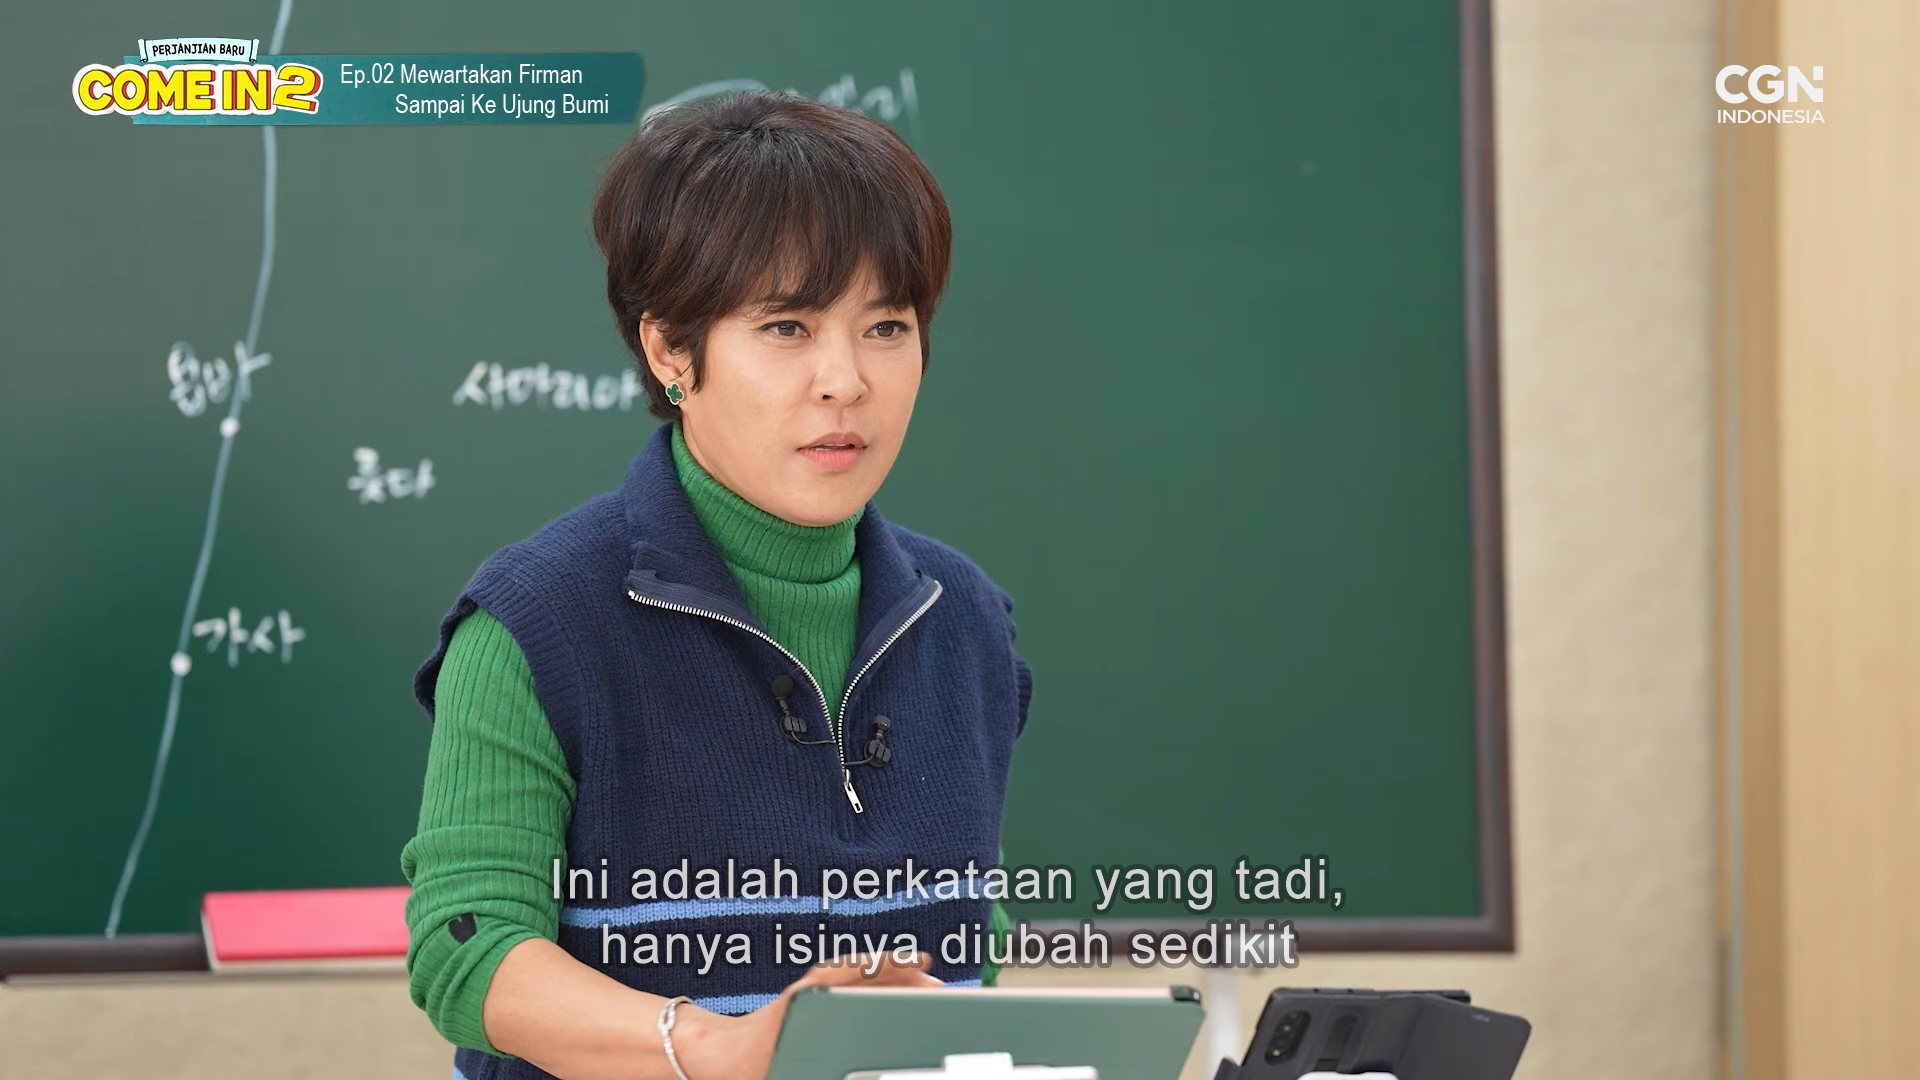 PERJANJIAN BARU
COME IN 2
Ep.02 Mewartakan Firman
Sampai Ke Ujung Bumi
CGN
INDONESIA
욥바
사마리아
룻다
가사
Ini adalah perkataan yang tadi,
hanya isinya diubah sedikit